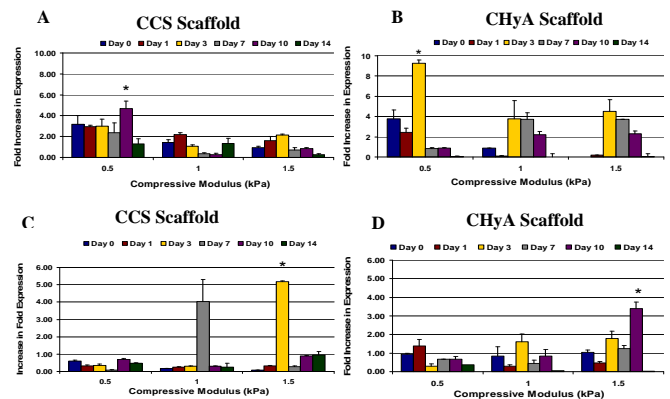 A
CCS Scaffold
Day 0 Day 1 Day 3 Day 7 Day 10 Day 14
Fold Increase in Expression
10.00
8.00
6.00
4.00
2.00
0.00
*
0.5 1 1.5
Compressive Modulus (kPa)
B
CHyA Scaffold
Day 0 Day 1 Day 3 Day 7 Day 10 Day 14
Fold Increase in Expression
10
8
6
4
2
0
*
0.5 1 1.5
Compressive Modulus (kPa)
C
CCS Scaffold
Day 0 Day 1 Day 3 Day 7 Day 10 Day 14
Increase in Fold Expression
6.00
5.00
4.00
3.00
2.00
1.00
0.00
*
0.5 1 1.5
Compressive Modulus (kPa)
D
CHyA Scaffold
Day 0 Day 1 Day 3 Day 7 Day 10 Day 14
Fold Increase in Expression
6.00
5.00
4.00
3.00
2.00
1.00
0.00
*
0.5 1 1.5
Compressive Modulus (kPa)